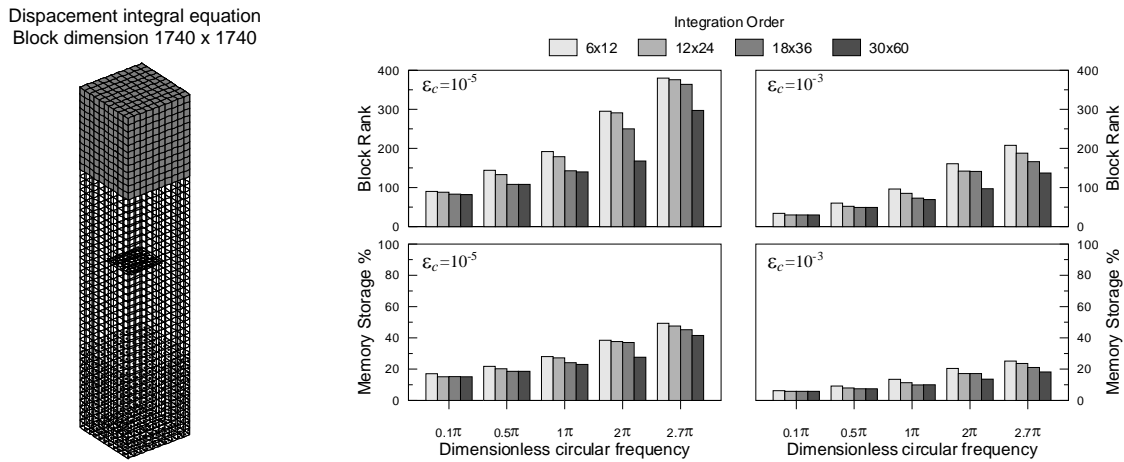 Dispacement integral equation
Block dimension 1740 x 1740
Integration Order
6x12 12x24 18x36 30x60
400
300
200
100
0
Block Rank
εc=10-5
εc=10-3
400
300
200
100
0
Block Rank
100
80
60
40
20
0
Memory Storage %
εc=10-5
εc=10-3
100
80
60
40
20
0
Memory Storage %
0.1π 0.5π 1π 2π 2.7π
Dimensionless circular frequency
0.1π 0.5π 1π 2π 2.7π
Dimensionless circular frequency